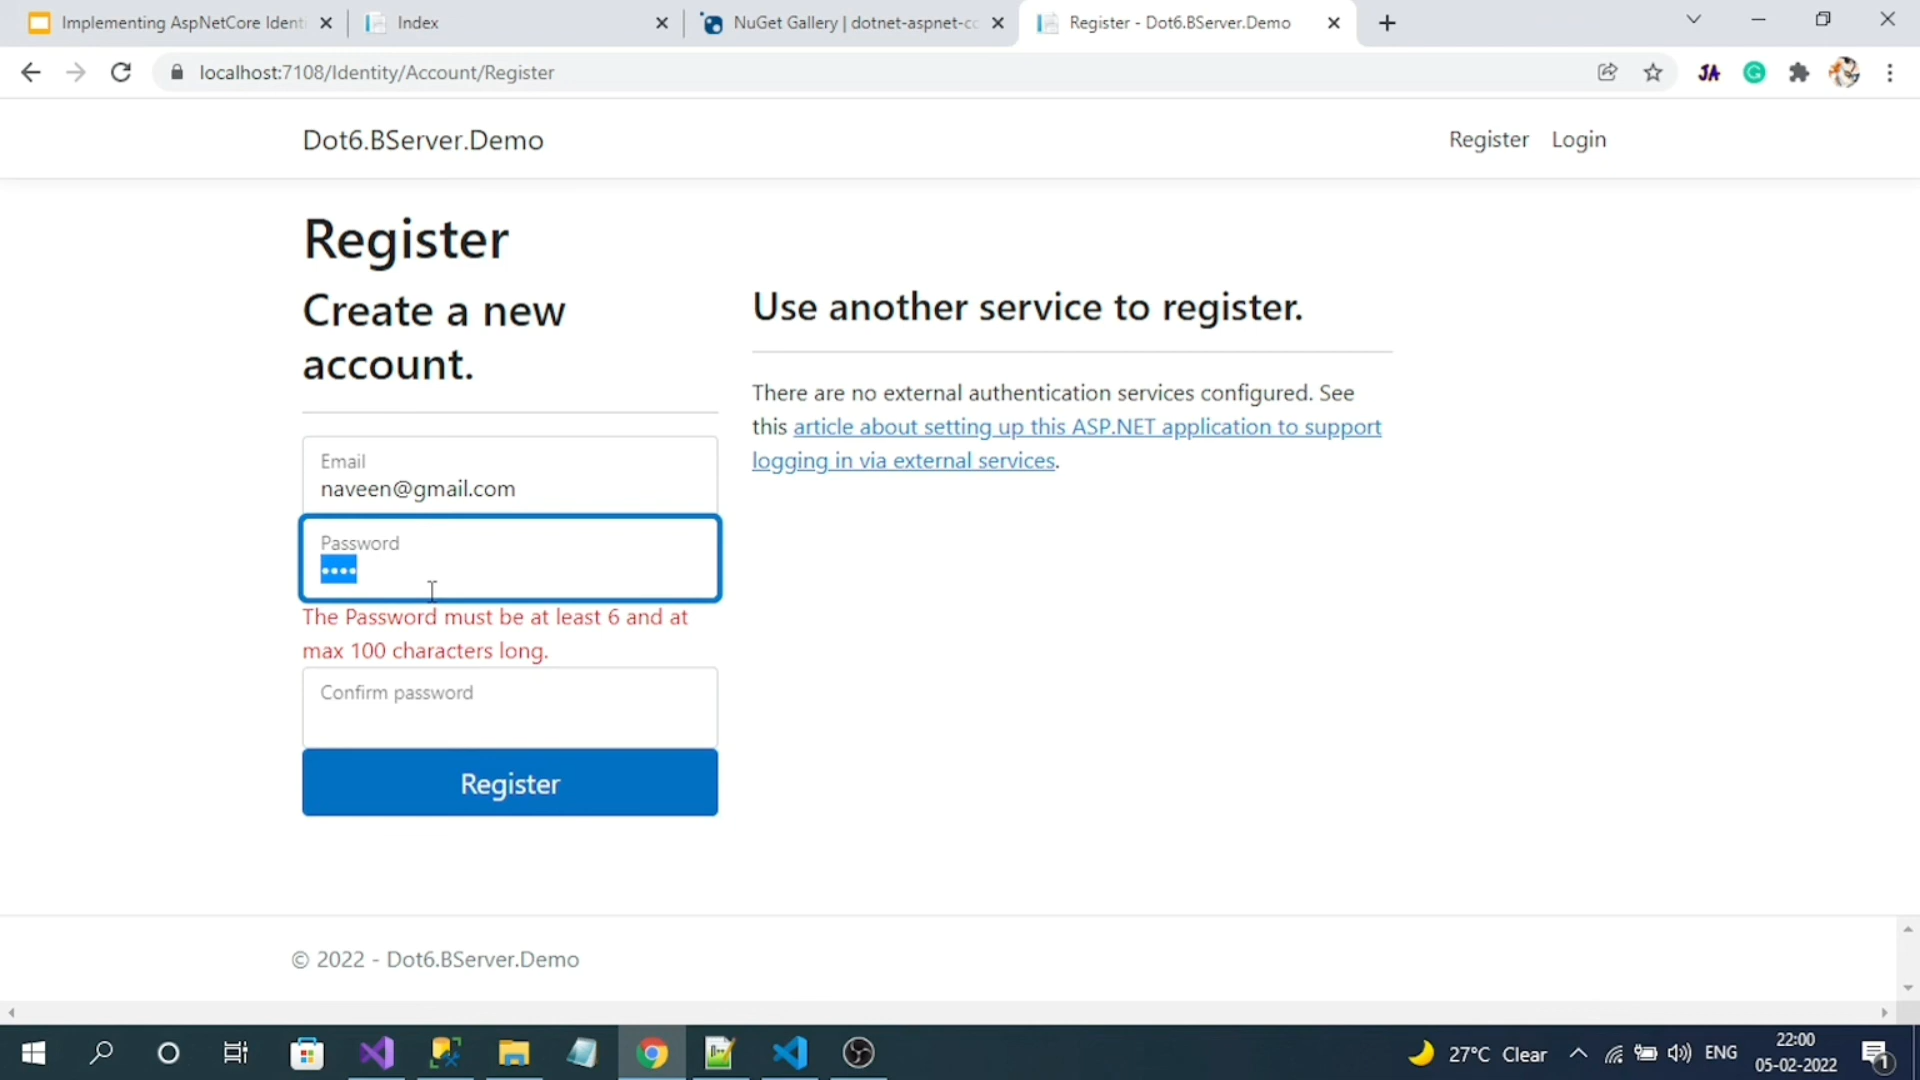 Implementing AspNetCore Identi
Index
NuGet Gallery | dotnet-aspnet-co
Register - Dot6.BServer.Demo
localhost:7108/Identity/Account/Register
JA
G
Dot6.BServer.Demo
Register
Login
Register
Create a new
account.
Email
naveen@gmail.com
Password
••••
The Password must be at least 6 and at
max 100 characters long.
Confirm password
Register
Use another service to register.
There are no external authentication services configured. See
this article about setting up this ASP.NET application to support
logging in via external services.
© 2022 - Dot6.BServer.Demo
27°C Clear
ENG
22:00
05-02-2022
1